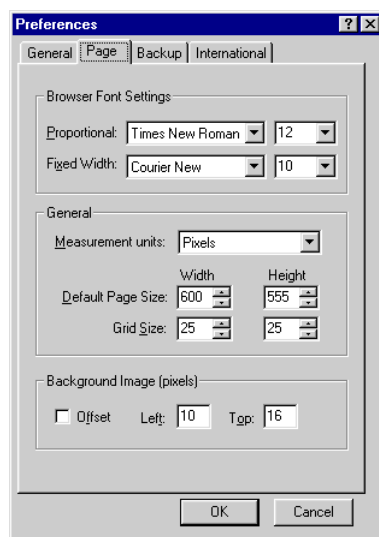 Preferences
General Page Backup International
Browser Font Settings
Proportional: Times New Roman 12
Fixed Width: Courier New 10
General
Measurement units: Pixels
Width Height
Default Page Size: 600 555
Grid Size: 25 25
Background Image (pixels)
Offset Left: 10 Top: 16
OK Cancel